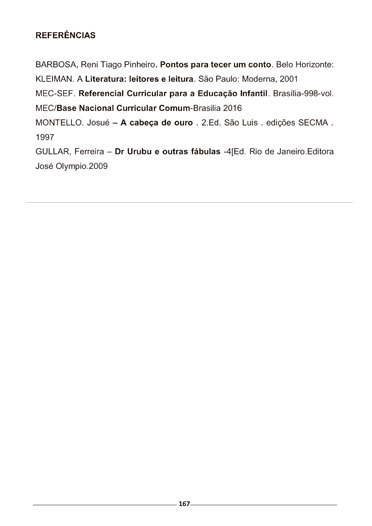 REFERÊNCIAS
BARBOSA, Reni Tiago Pinheiro. Pontos para tecer um conto. Belo Horizonte:
KLEIMAN. A Literatura: leitores e leitura. São Paulo: Moderna, 2001
MEC-SEF. Referencial Curricular para a Educação Infantil. Brasília-998-vol.
MEC/Base Nacional Curricular Comum-Brasilia 2016
MONTELLO. Josué – A cabeça de ouro . 2.Ed. São Luis . edições SECMA .
1997
GULLAR, Ferreira – Dr Urubu e outras fábulas -4[Ed. Rio de Janeiro.Editora
José Olympio.2009
167